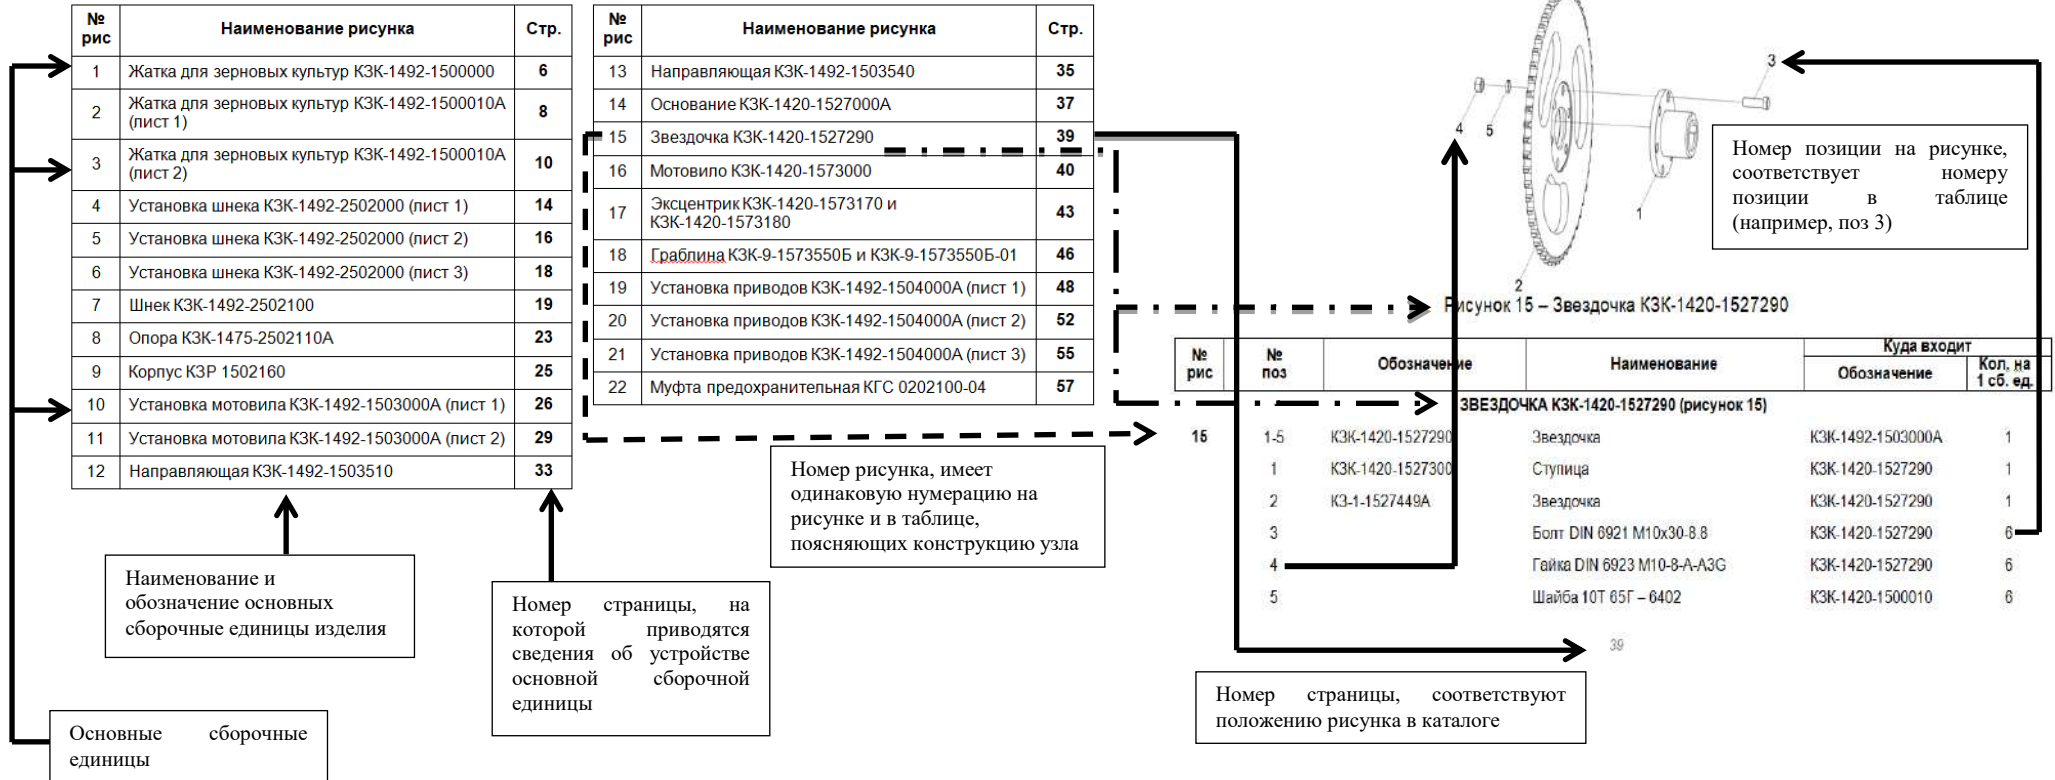 № рис Наименование рисунка Стр.
1 Жатка для зерновых культур КЗК-1492-1500000 6
2 Жатка для зерновых культур КЗК-1492-1500010А (лист 1) 8
3 Жатка для зерновых культур КЗК-1492-1500010А (лист 2) 10
4 Установка шнека КЗК-1492-2502000 (лист 1) 14
5 Установка шнека КЗК-1492-2502000 (лист 2) 16
6 Установка шнека КЗК-1492-2502000 (лист 3) 18
7 Шнек КЗК-1492-2502100 19
8 Опора КЗК-1475-2502110А 23
9 Корпус КЗР 1502160 25
10 Установка мотовила КЗК-1492-1503000А (лист 1) 26
11 Установка мотовила КЗК-1492-1503000А (лист 2) 29
12 Направляющая КЗК-1492-1503510 33
№ рис Наименование рисунка Стр.
13 Направляющая КЗК-1492-1503540 35
14 Основание КЗК-1420-1527000А 37
15 Звездочка КЗК-1420-1527290 39
16 Мотовило КЗК-1420-1573000 40
17 Эксцентрик КЗК-1420-1573170 и КЗК-1420-1573180 43
18 Граблина КЗК-9-1573550Б и КЗК-9-1573550Б-01 46
19 Установка приводов КЗК-1492-1504000А (лист 1) 48
20 Установка приводов КЗК-1492-1504000А (лист 2) 52
21 Установка приводов КЗК-1492-1504000А (лист 3) 55
22 Муфта предохранительная КГС 0202100-04 57
3
4
5
1
2
Номер позиции на рисунке,
соответствует номеру
позиции в таблице
(например, поз 3)
Рисунок 15 – Звездочка КЗК-1420-1527290
№ рис № поз Обозначение Наименование Куда входит
Обозначение Кол. на 1 сб. ед.
ЗВЕЗДОЧКА КЗК-1420-1527290 (рисунок 15)
15 1-5 КЗК-1420-1527290 Звездочка КЗК-1492-1503000А 1
1 КЗК-1420-1527300 Ступица КЗК-1420-1527290 1
2 КЗ-1-1527449А Звездочка КЗК-1420-1527290 1
3 Болт DIN 6921 М10х30-8.8 КЗК-1420-1527290 6
4 Гайка DIN 6923 М10-8-А-А3G КЗК-1420-1527290 6
5 Шайба 10Т 65Г – 6402 КЗК-1420-1500010 6
39
Номер рисунка, имеет
одинаковую нумерацию на
рисунке и в таблице,
поясняющих конструкцию узла
Наименование и
обозначение основных
сборочные единицы изделия
Номер страницы, на
которой приводятся
сведения об устройстве
основной сборочной
единицы
Номер страницы, соответствуют
положению рисунка в каталоге
Основные сборочные
единицы